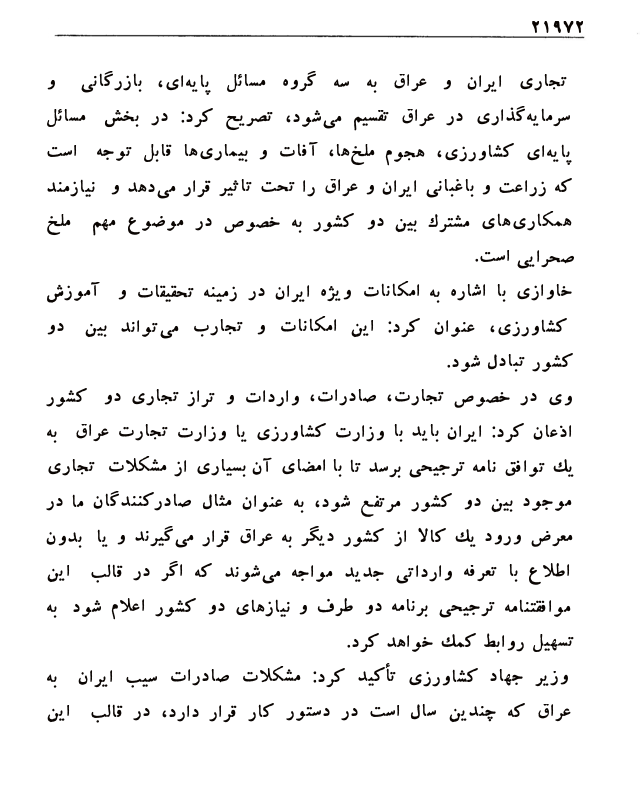 ۲۱۹۷۲
تجاری ایران و عراق به سه گروه مسائل پایه‌ای، بازرگانی و
سرمایه‌گذاری در عراق تقسیم می‌شود، تصریح کرد: در بخش مسائل
پایه‌ای کشاورزی، هجوم ملخ‌ها، آفات و بیماری‌ها قابل توجه است
که زراعت و باغبانی ایران و عراق را تحت تاثیر قرار می‌دهد و نیازمند
همکاری‌های مشترك بین دو کشور به خصوص در موضوع مهم ملخ
صحرایی است.
خاوازی با اشاره به امکانات ویژه ایران در زمینه تحقیقات و آموزش
کشاورزی، عنوان کرد: این امکانات و تجارب می‌تواند بین دو
کشور تبادل شود.
وی در خصوص تجارت، صادرات، واردات و تراز تجاری دو کشور
اذعان کرد: ایران باید با وزارت کشاورزی یا وزارت تجارت عراق به
یك توافق نامه ترجیحی برسد تا با امضای آن بسیاری از مشکلات تجاری
موجود بین دو کشور مرتفع شود، به عنوان مثال صادرکنندگان ما در
معرض ورود یك کالا از کشور دیگر به عراق قرار می‌گیرند و یا بدون
اطلاع با تعرفه وارداتی جدید مواجه می‌شوند که اگر در قالب این
موافقتنامه ترجیحی برنامه دو طرف و نیازهای دو کشور اعلام شود به
تسهیل روابط کمك خواهد کرد.
وزیر جهاد کشاورزی تأکید کرد: مشکلات صادرات سیب ایران به
عراق که چندین سال است در دستور کار قرار دارد، در قالب این